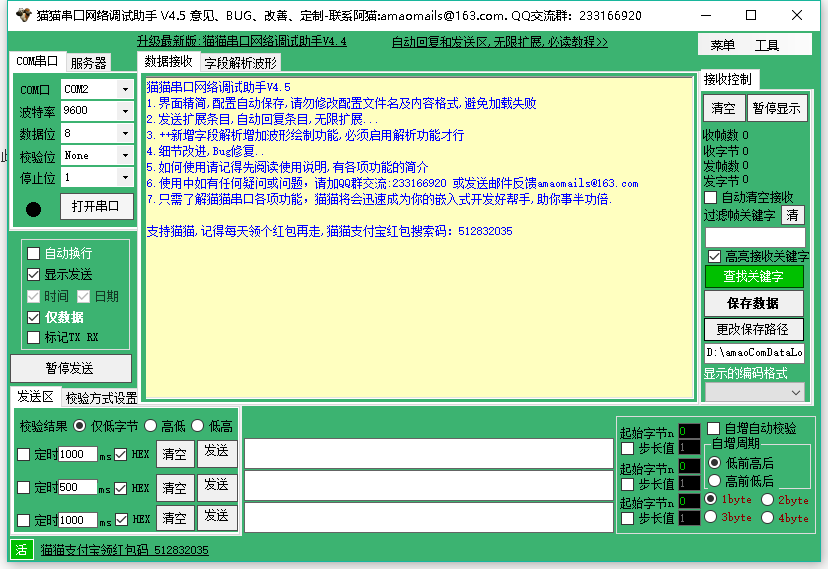 猫猫串口网络调试助手 V4.5 意见、BUG、改善、定制-联系阿猫:amaomails@163.com. QQ交流群：233166920
升级最新版:猫猫串口网络调试助手V4.4
自动回复和发送区,无限扩展,必读教程>>
菜单 工具
COM串口 服务器
数据接收 字段解析波形
接收控制
COM口 COM2
波特率 9600
数据位 8
校验位 None
停止位 1
打开串口
自动换行
显示发送
时间 日期
仅数据
标记TX RX
暂停发送
猫猫串口网络调试助手V4.5
1.界面精简,配置自动保存,请勿修改配置文件名及内容格式,避免加载失败
2.发送扩展条目,自动回复条目,无限扩展...
3.++新增字段解析增加波形绘制功能,必须启用解析功能才行
4.细节改进,Bug修复..
5.如何使用请记得先阅读使用说明,有各项功能的简介
6.使用中如有任何疑问或问题，请加QQ群交流:233166920 或发送邮件反馈amaomails@163.com
7.只需了解猫猫串口各项功能，猫猫将会迅速成为你的嵌入式开发好帮手,助你事半功倍.
支持猫猫,记得每天领个红包再走,猫猫支付宝红包搜索码：512832035
清空 暂停显示
收帧数 0
收字节 0
发帧数 0
发字节 0
自动清空接收
过滤帧关键字 清
高亮接收关键字
查找关键字
保存数据
更改保存路径
D:\amaoComDataLo
显示的编码格式
发送区 校验方式设置
校验结果 仅低字节 高低 低高
定时 1000 ms HEX 清空 发送
定时 500 ms HEX 清空 发送
定时 1000 ms HEX 清空 发送
起始字节n 0
步长值 1
起始字节n 0
步长值 1
起始字节n 0
步长值 1
自增自动校验
自增周期
低前高后
高前低后
1byte 2byte
3byte 4byte
活 猫猫支付宝领红包码 512832035